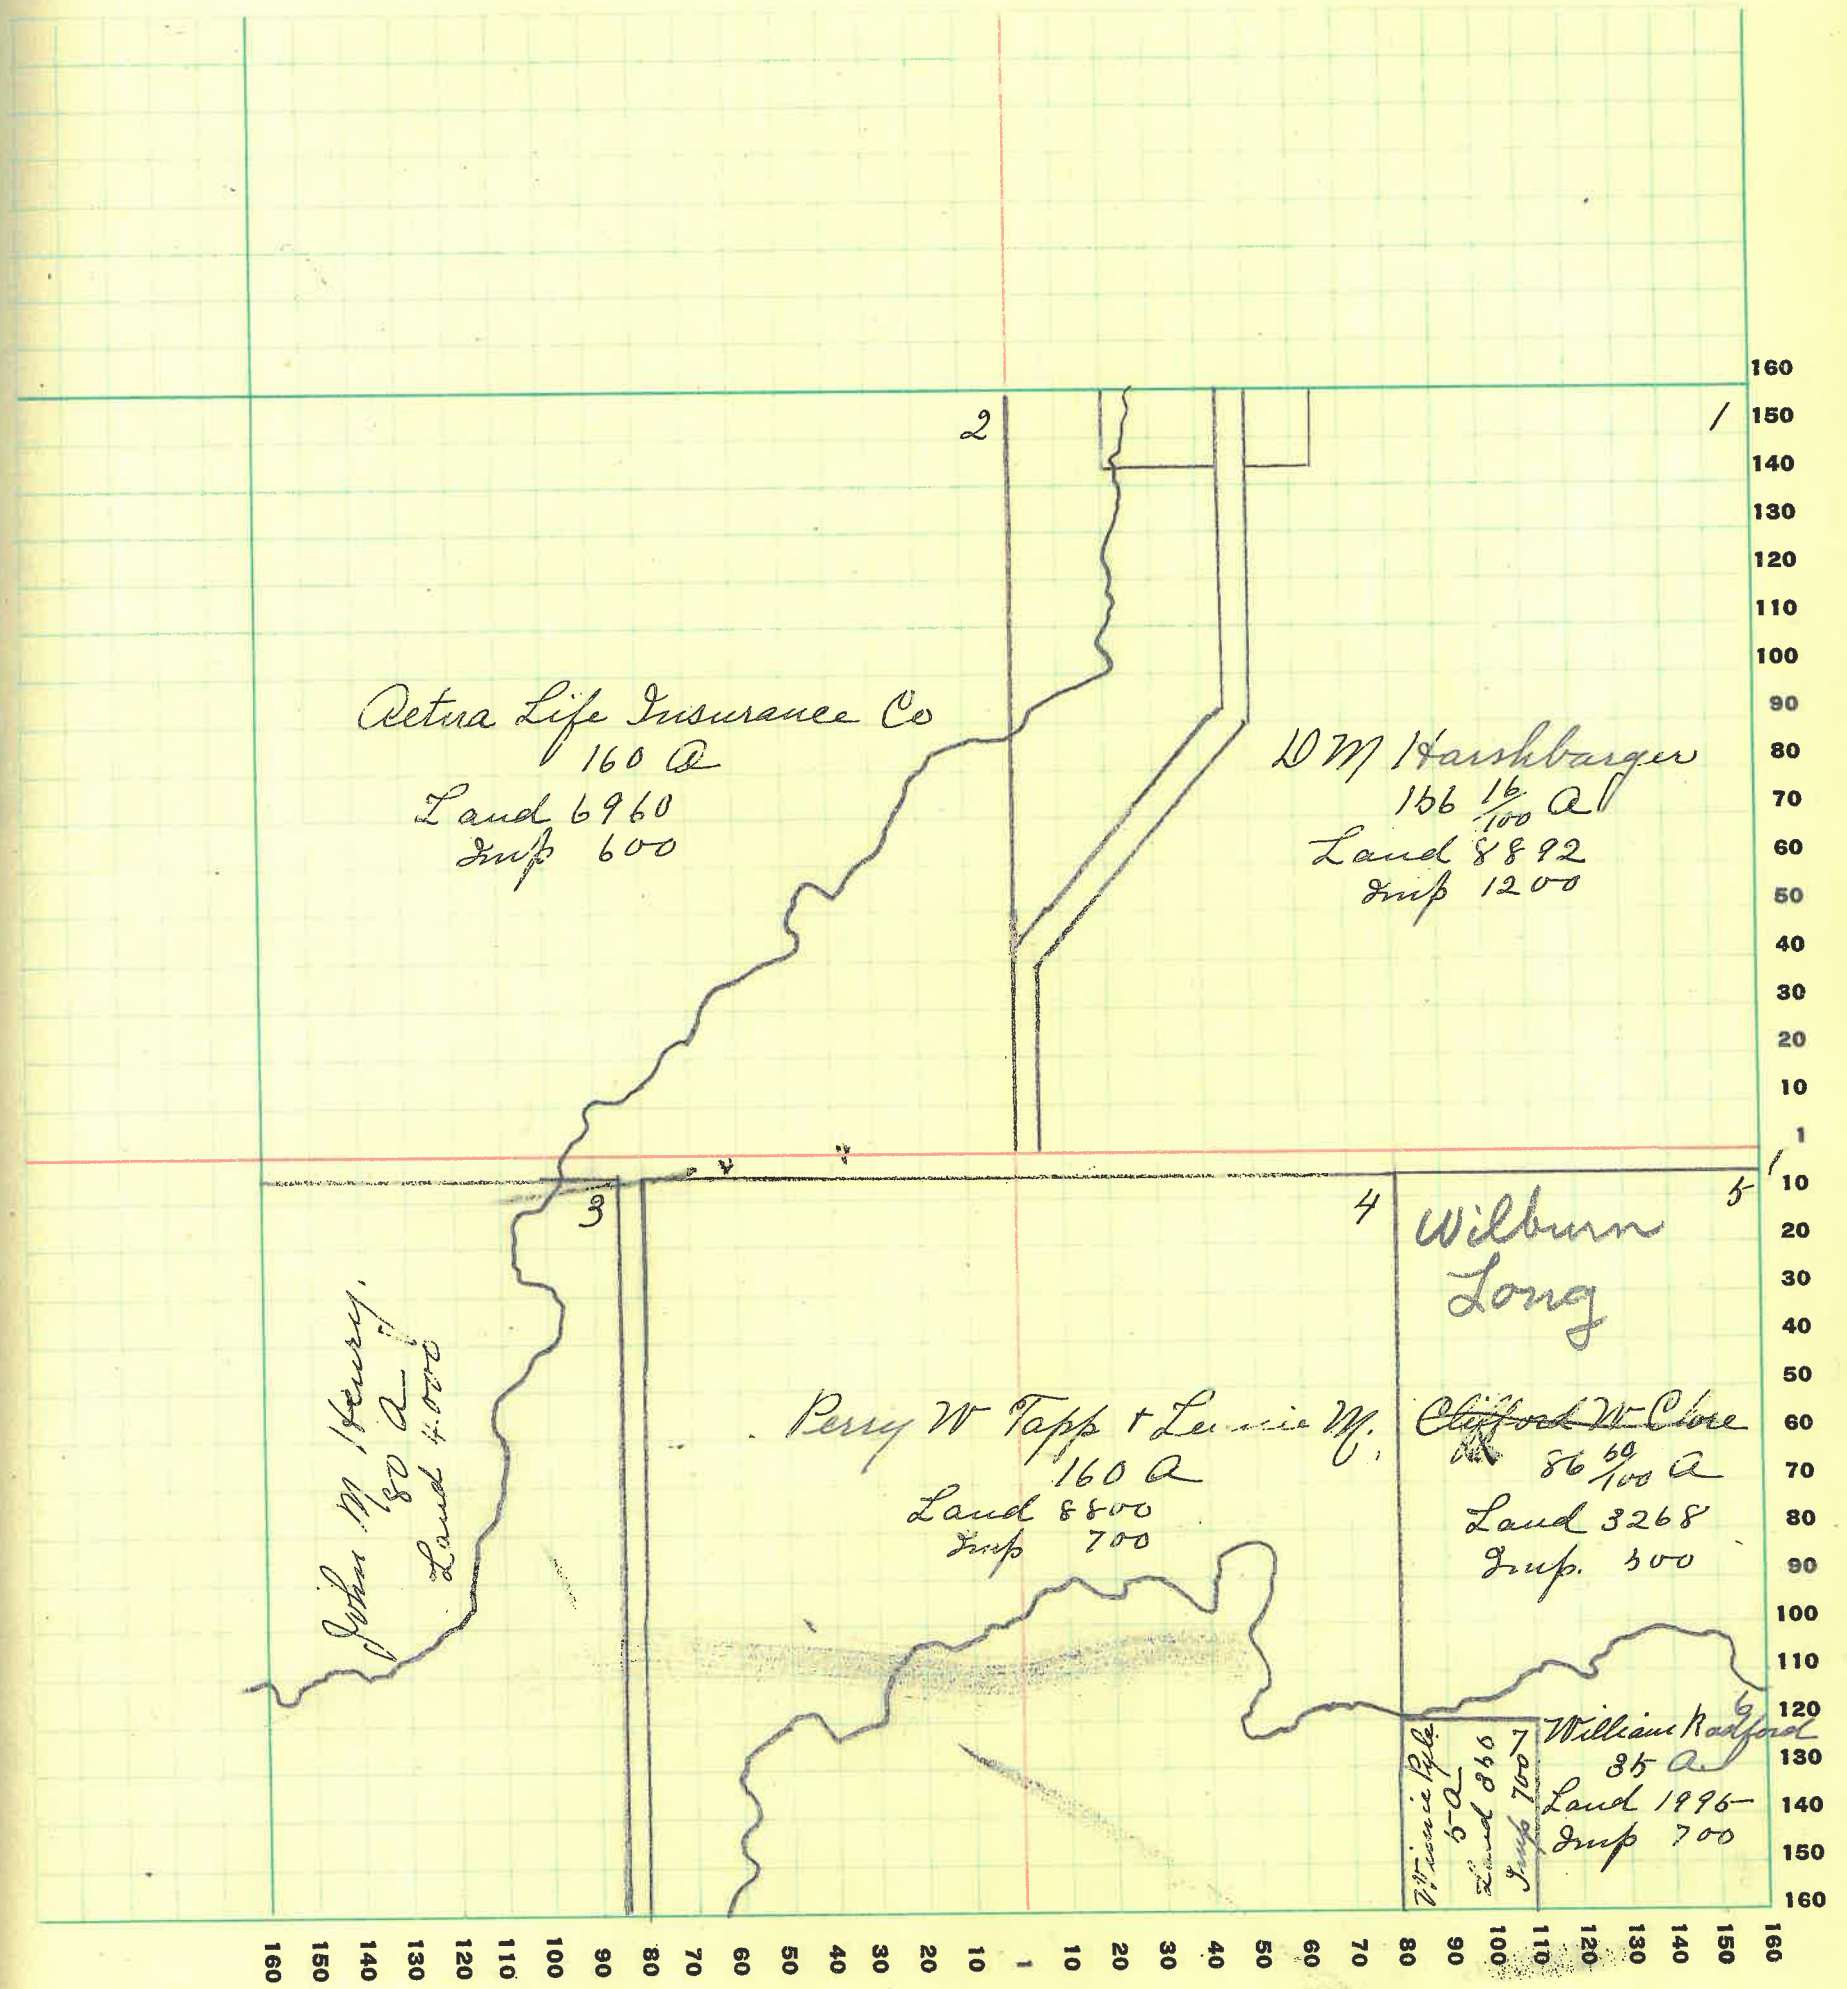 2
1
Aetna Life Insurance Co
160 A
Land 6960
Imp 600
D M Harshbarger
156 16/100 A
Land 8892
Imp 1200
160
150
140
130
120
110
100
90
80
70
60
50
40
30
20
10
1
10
20
30
40
50
60
70
80
90
100
110
120
130
140
150
160
3
John M Henry.
80 A
Land 4000
4
Perry W Tapp + Lennie M.
160 A
Land 8800
Imp 700
5
Wilburn
Long
Clifford W Clore
86 60/100 A
Land 3268
Imp. 500
6
William Radford
35 A
Land 1995
Imp 700
7
Winnie Pyle
5 A
Land
Imp 700
160 150 140 130 120 110 100 90 80 70 60 50 40 30 20 10 1 10 20 30 40 50 60 70 80 90 100 110 120 130 140 150 160